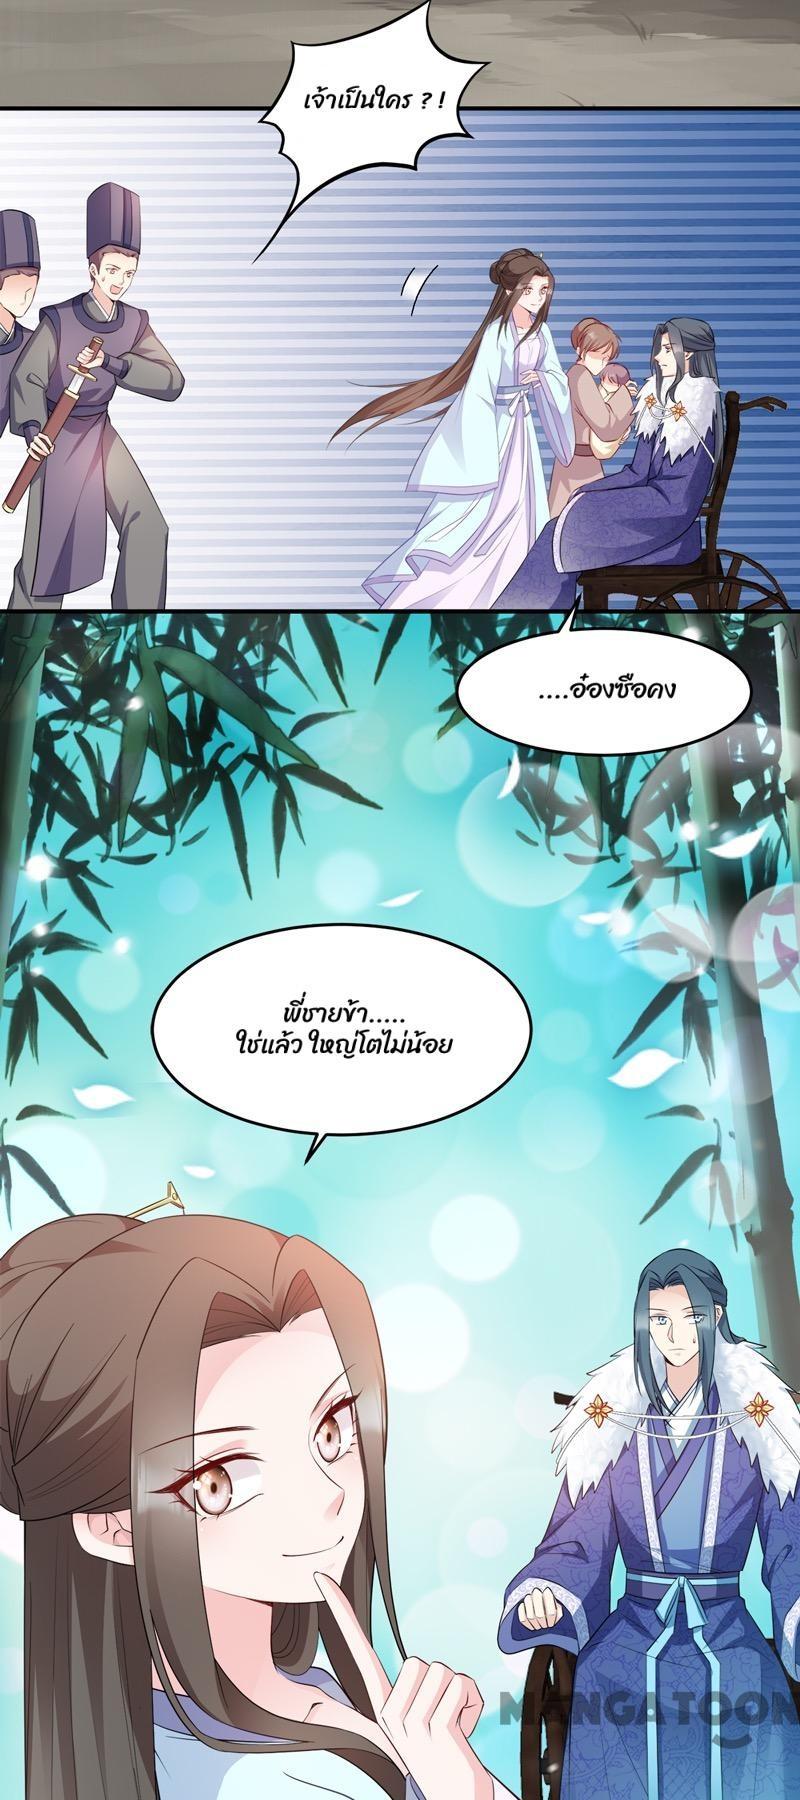 เจ้าเป็นใคร ?!
....อ๋องซือคง
พี่ชายข้า.....
ใช่แล้ว ใหญ่โตไม่น้อย
MANGATOON